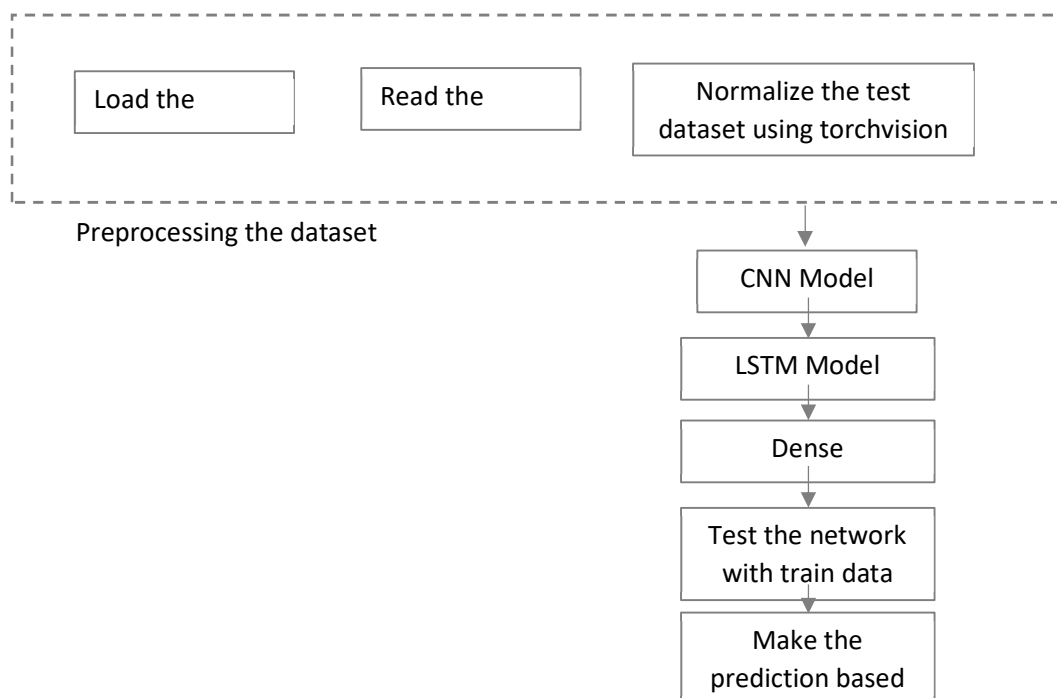 Load the
Read the
Normalize the test
dataset using torchvision
Preprocessing the dataset
CNN Model
LSTM Model
Dense
Test the network
with train data
Make the
prediction based